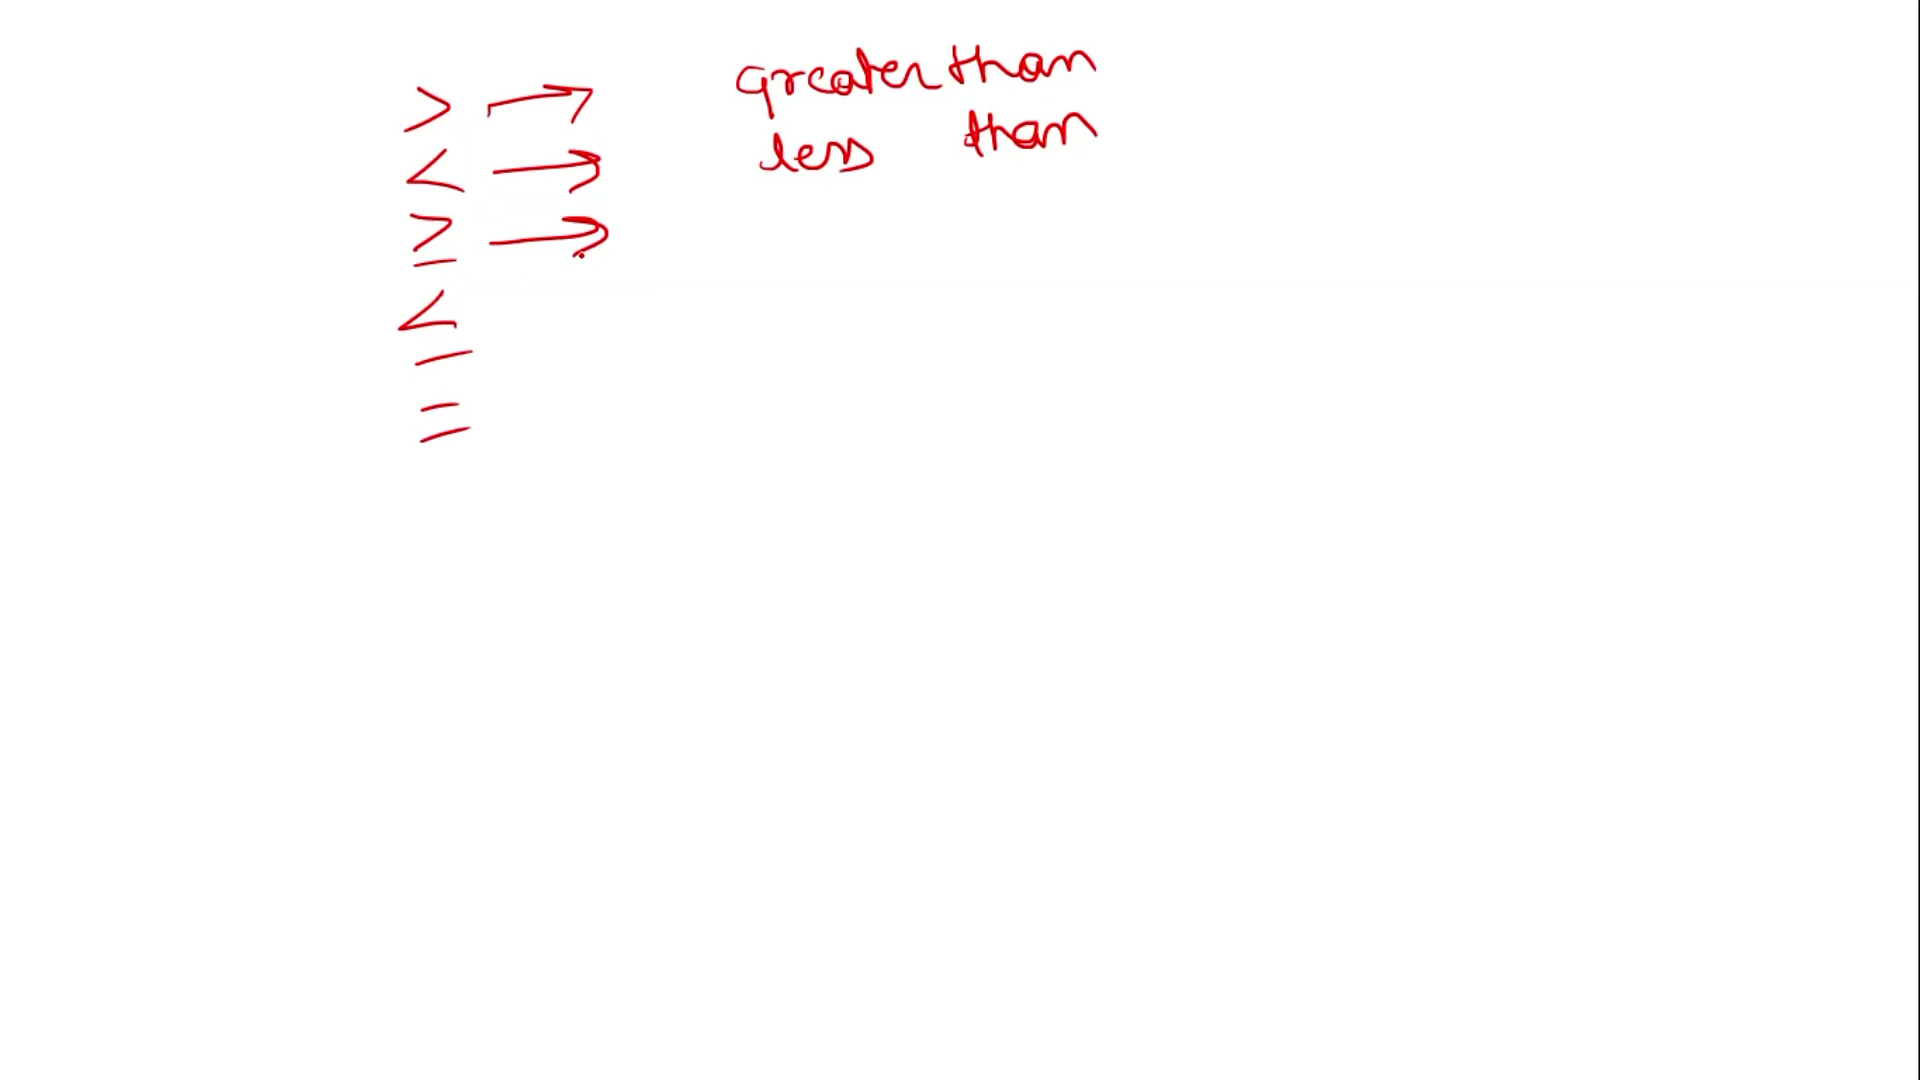 > → greater than
< → less than
≥ →
≤
=